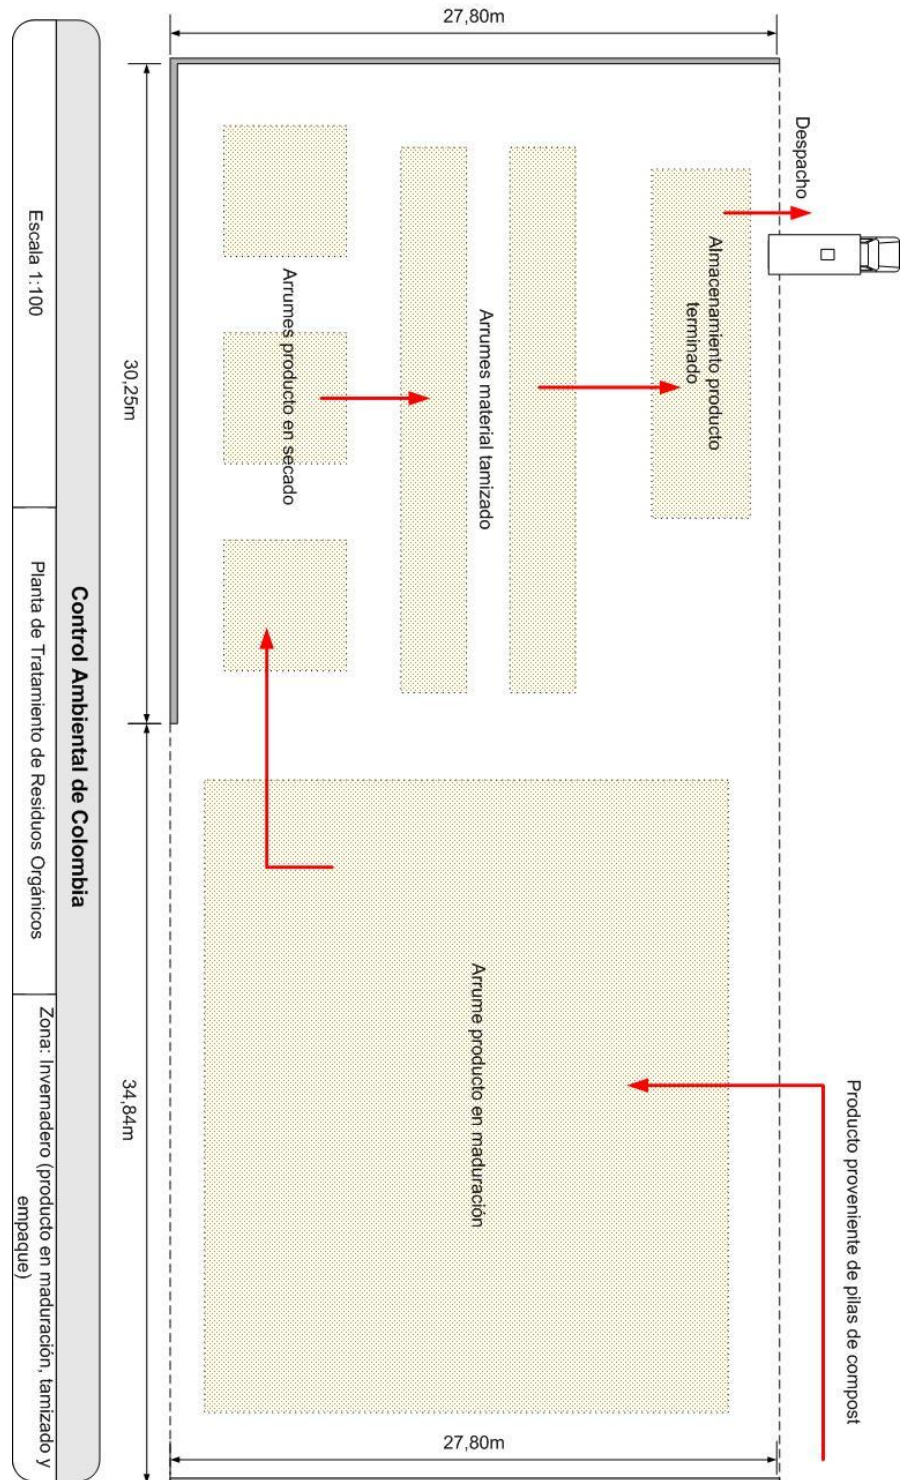 27,80m
Despacho
Almacenamiento producto
terminado
Arrumes material tamizado
Arrumes producto en secado
30,25m
Producto proveniente de pilas de compost
Arrume producto en maduración
34,84m
27,80m
Control Ambiental de Colombia
Escala 1:100
Planta de Tratamiento de Residuos Orgánicos
Zona: Invernadero (producto en maduración, tamizado y
empaque)